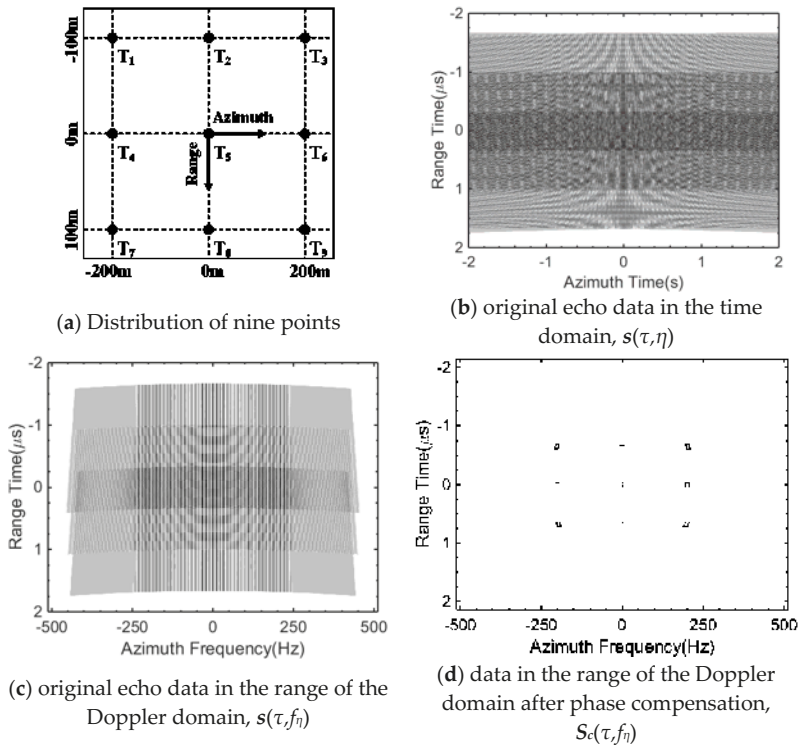 -100m
0m
100m
T1 T2 T3
Azimuth
T4 T5 T6
Range
T7 T8 T9
-200m 0m 200m
(a) Distribution of nine points
-2
-1
0
1
2
Range Time(μs)
-2 -1 0 1 2
Azimuth Time(s)
(b) original echo data in the time
domain, s(τ,η)
-2
-1
0
1
2
Range Time(μs)
-500 -250 0 250 500
Azimuth Frequency(Hz)
(c) original echo data in the range of the
Doppler domain, s(τ,fη)
-2
-1
0
1
2
Range Time(μs)
-500 -250 0 250 500
Azimuth Frequency(Hz)
(d) data in the range of the Doppler
domain after phase compensation,
Sc(τ,fη)